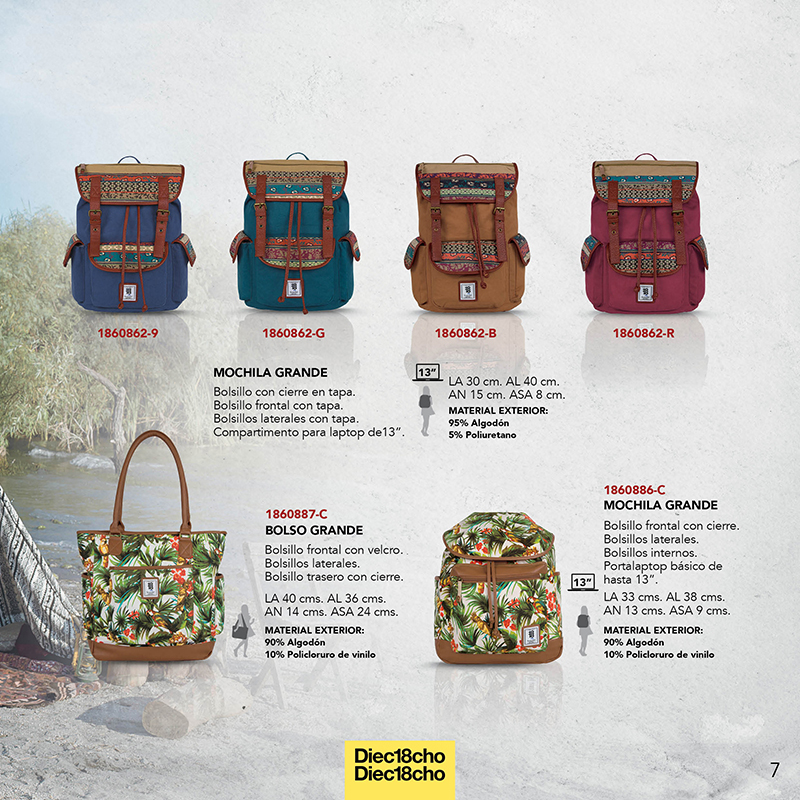 1860862-9
1860862-G
1860862-B
1860862-R
MOCHILA GRANDE
Bolsillo con cierre en tapa.
Bolsillo frontal con tapa.
Bolsillos laterales con tapa.
Compartimento para laptop de13”.
13”
LA 30 cm. AL 40 cm.
AN 15 cm. ASA 8 cm.
MATERIAL EXTERIOR:
95% Algodón
5% Poliuretano
1860887-C
BOLSO GRANDE
Bolsillo frontal con velcro.
Bolsillos laterales.
Bolsillo trasero con cierre.
LA 40 cms. AL 36 cms.
AN 14 cms. ASA 24 cms.
MATERIAL EXTERIOR:
90% Algodón
10% Policloruro de vinilo
1860886-C
MOCHILA GRANDE
Bolsillo frontal con cierre.
Bolsillos laterales.
Bolsillos internos.
Portalaptop básico de
hasta 13”.
13”
LA 33 cms. AL 38 cms.
AN 13 cms. ASA 9 cms.
MATERIAL EXTERIOR:
90% Algodón
10% Policloruro de vinilo
Diec18cho
Diec18cho
7